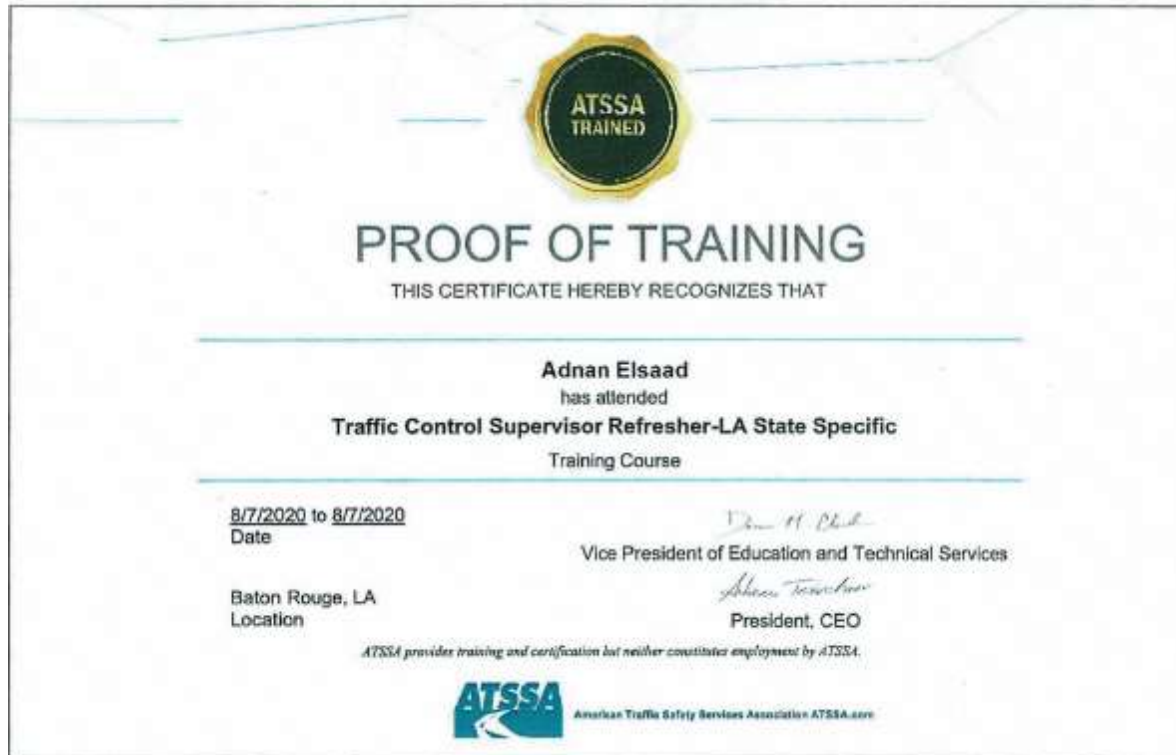 ATSSA
TRAINED
PROOF OF TRAINING
THIS CERTIFICATE HEREBY RECOGNIZES THAT
Adnan Elsaad
has attended
Traffic Control Supervisor Refresher-LA State Specific
Training Course
8/7/2020 to 8/7/2020
Date
Vice President of Education and Technical Services
Baton Rouge, LA
Location
President, CEO
ATSSA provides training and certification but neither constitutes employment by ATSSA.
ATSSA
American Traffic Safety Services Association ATSSA.com